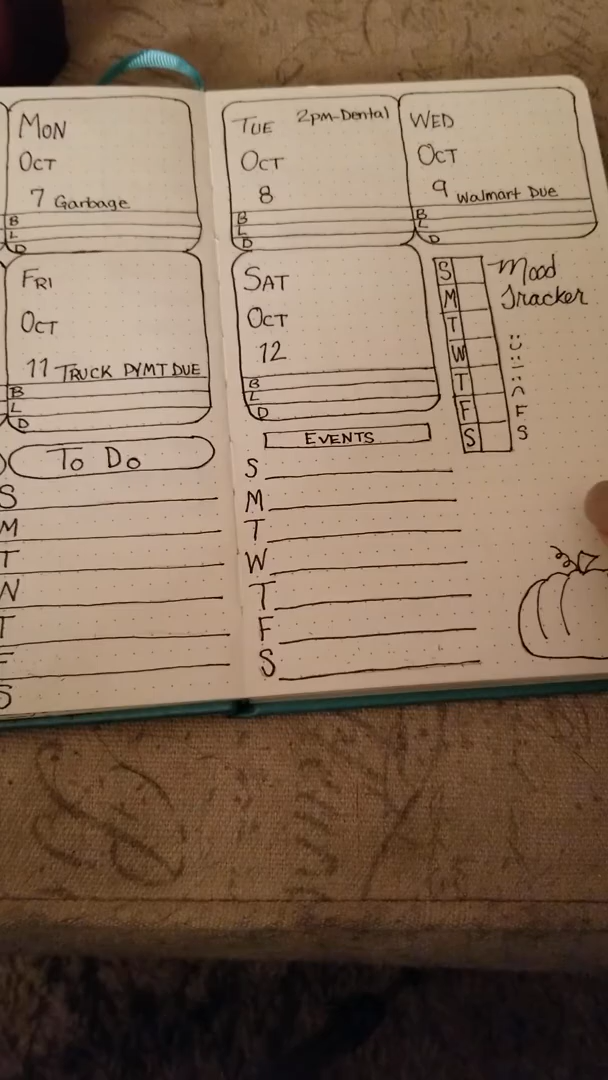 MON
OCT
7 Garbage
B
L
D
TUE 2pm-Dental
OCT
8
B
L
D
WED
OCT
9 Walmart DUE
B
L
D
FRI
OCT
11 TRUCK PYMT DUE
B
L
D
SAT
OCT
12
B
L
D
Mood
Tracker
S
M
T
W
T
F
S
F
S
TO DO
S
M
T
W
T
F
S
EVENTS
S
M
T
W
T
F
S